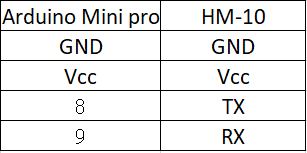 Arduino Mini pro HM-10
GND GND
Vcc Vcc
8 TX
9 RX